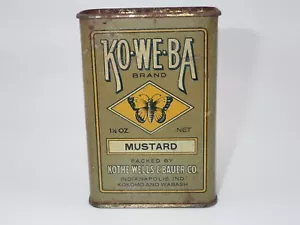 KO-WE-BA
BRAND
1¼ OZ. NET
MUSTARD
PACKED BY
KOTHE, WELLS & BAUER CO.
INDIANAPOLIS, IND.
KOKOMO AND WABASH